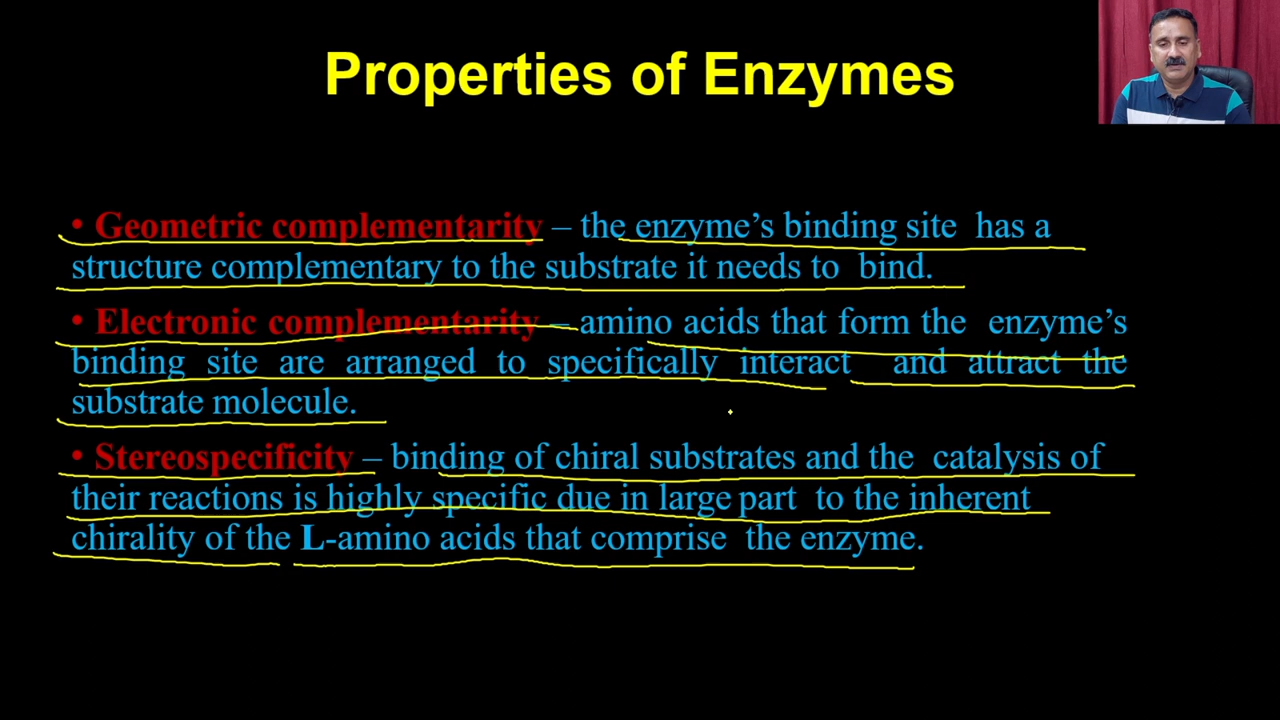 Properties of Enzymes
• Geometric complementarity – the enzyme’s binding site has a
structure complementary to the substrate it needs to bind.
• Electronic complementarity – amino acids that form the enzyme’s
binding site are arranged to specifically interact and attract the
substrate molecule.
• Stereospecificity – binding of chiral substrates and the catalysis of
their reactions is highly specific due in large part to the inherent
chirality of the L-amino acids that comprise the enzyme.